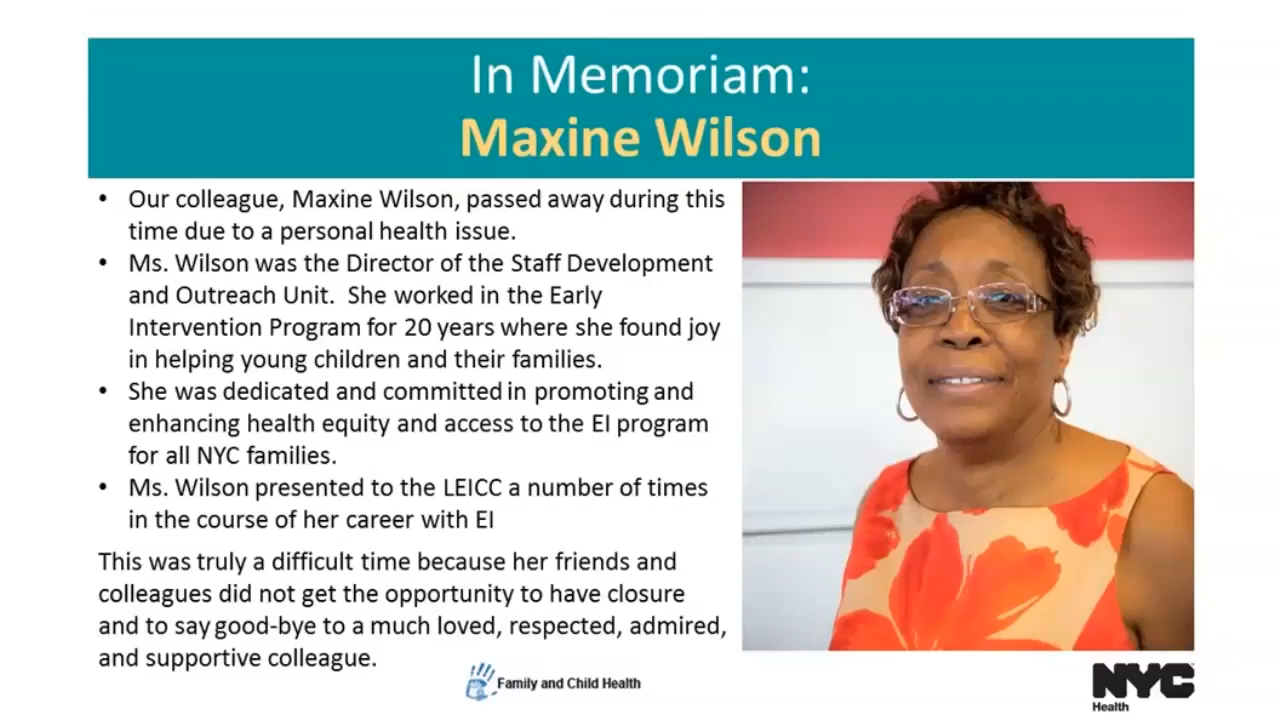 In Memoriam:
Maxine Wilson
• Our colleague, Maxine Wilson, passed away during this
time due to a personal health issue.
• Ms. Wilson was the Director of the Staff Development
and Outreach Unit. She worked in the Early
Intervention Program for 20 years where she found joy
in helping young children and their families.
• She was dedicated and committed in promoting and
enhancing health equity and access to the EI program
for all NYC families.
• Ms. Wilson presented to the LEICC a number of times
in the course of her career with EI
This was truly a difficult time because her friends and
colleagues did not get the opportunity to have closure
and to say good-bye to a much loved, respected, admired,
and supportive colleague.
Family and Child Health
NYC
Health